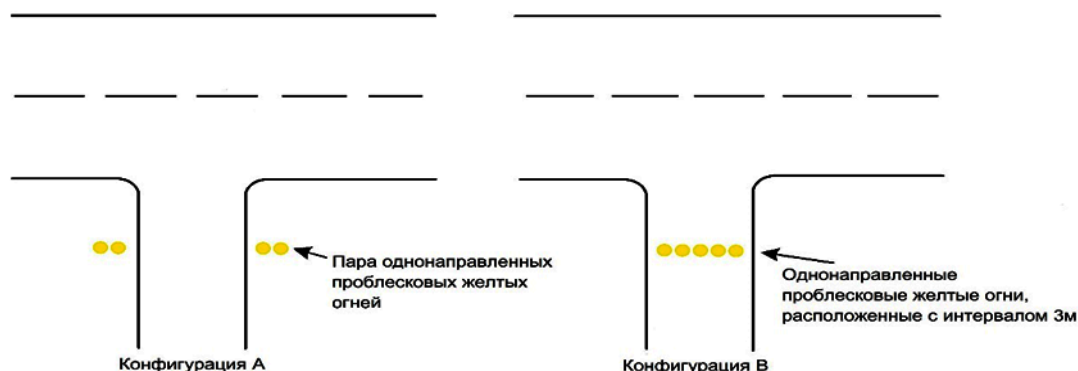 Пара однонаправленных
проблесковых желтых
огней
Конфигурация А
Однонаправленные
проблесковые желтые огни,
расположенные с интервалом 3м
Конфигурация В